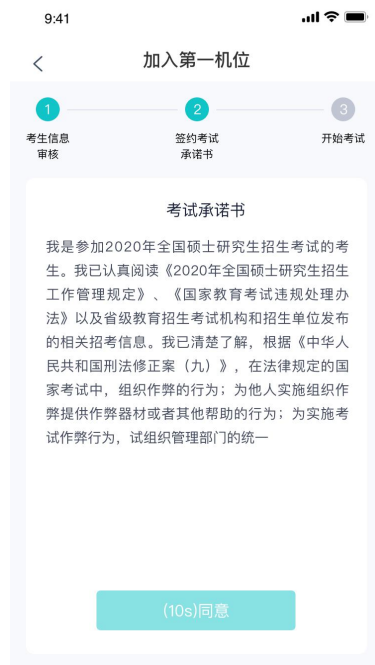 9:41
加入第一机位
1
2
3
考生信息
审核
签约考试
承诺书
开始考试
考试承诺书
我是参加2020年全国硕士研究生招生考试的考
生。我已认真阅读《2020年全国硕士研究生招生
工作管理规定》、《国家教育考试违规处理办
法》以及省级教育招生考试机构和招生单位发布
的相关招考信息。我已清楚了解，根据《中华人
民共和国刑法修正案（九）》，在法律规定的国
家考试中，组织作弊的行为；为他人实施组织作
弊提供作弊器材或者其他帮助的行为；为实施考
试作弊行为，试组织管理部门的统一
(10s)同意